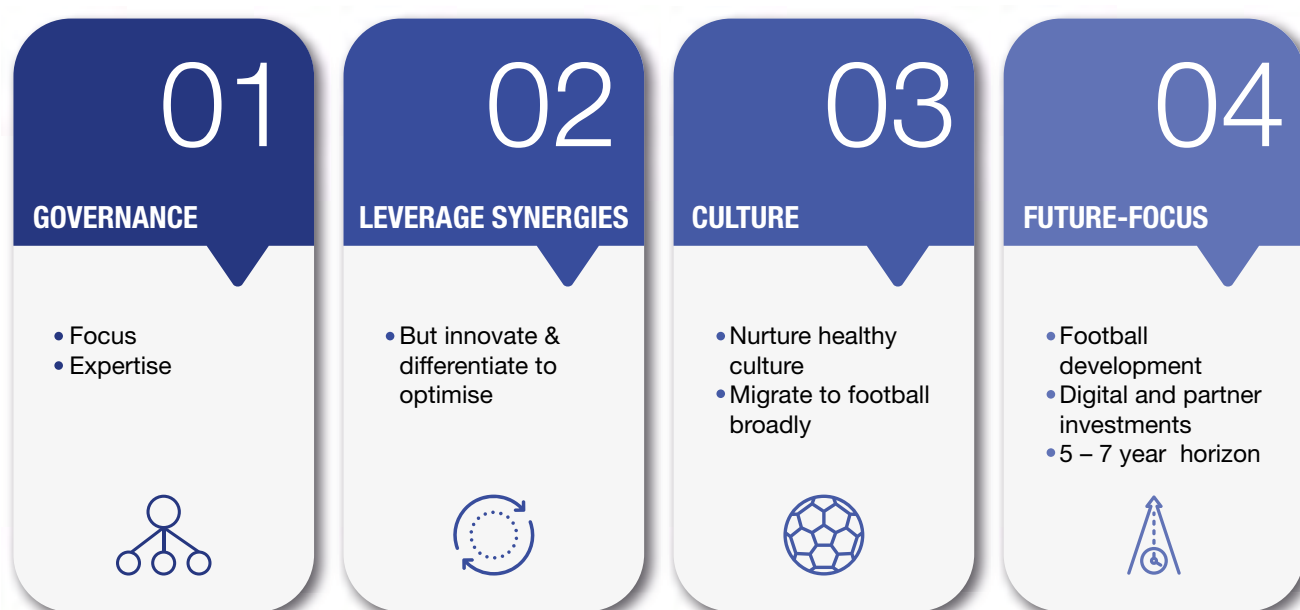 01
GOVERNANCE
• Focus
• Expertise
02
LEVERAGE SYNERGIES
• But innovate &
differentiate to
optimise
03
CULTURE
• Nurture healthy
culture
• Migrate to football
broadly
04
FUTURE-FOCUS
• Football
development
• Digital and partner
investments
• 5 – 7 year  horizon